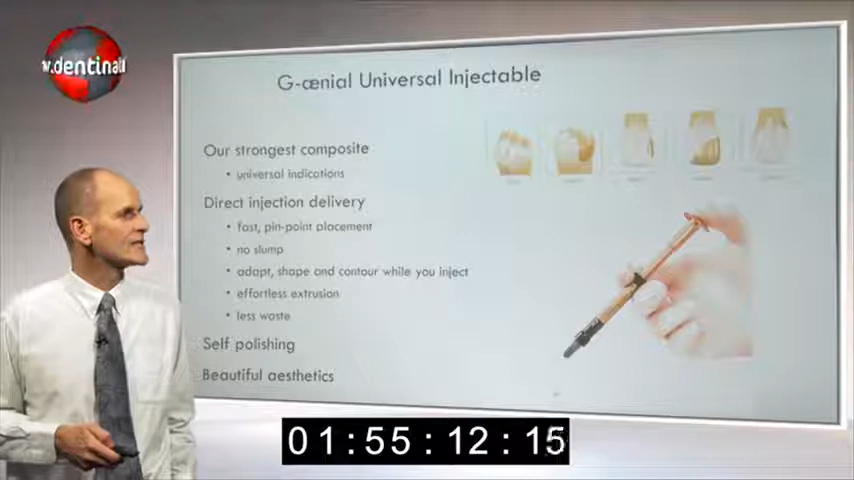 w.dentinall
G-ænial Universal Injectable
Our strongest composite
• universal indications
Direct injection delivery
• fast, pin-point placement
• no slump
• adapt, shape and contour while you inject
• effortless extrusion
• less waste
Self polishing
Beautiful aesthetics
01:55:12:15